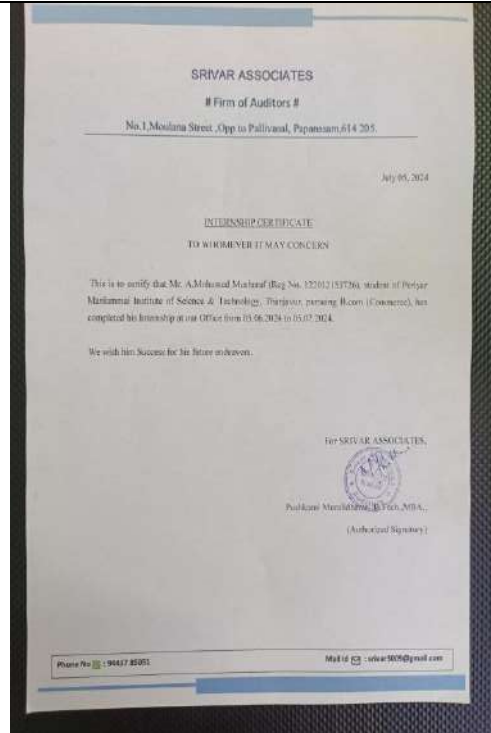 SRIVAR ASSOCIATES
# Firm of Auditors #
No.1,Moulana Street ,Opp to Pallivasal, Papanasam,614 205.
July 05, 2024
INTERNSHIP CERTIFICATE
TO WHOMEVER IT MAY CONCERN
This is to certify that Mr. A.Mohamed Musharaf (Reg No. ), student of Periyar
Maniammai Institute of Science & Technology, Thanjavur, pursuing B.com (Commerce), has
completed his Internship at our Office from 05.06.2024 to 05.07.2024.
We wish him Success for his future endeavors.
For SRIVAR ASSOCIATES,
B.Tech.,MBA.,
(Authorized Signatory)
Phone No : 94437 85051
Mail Id : srivar5009@gmail.com